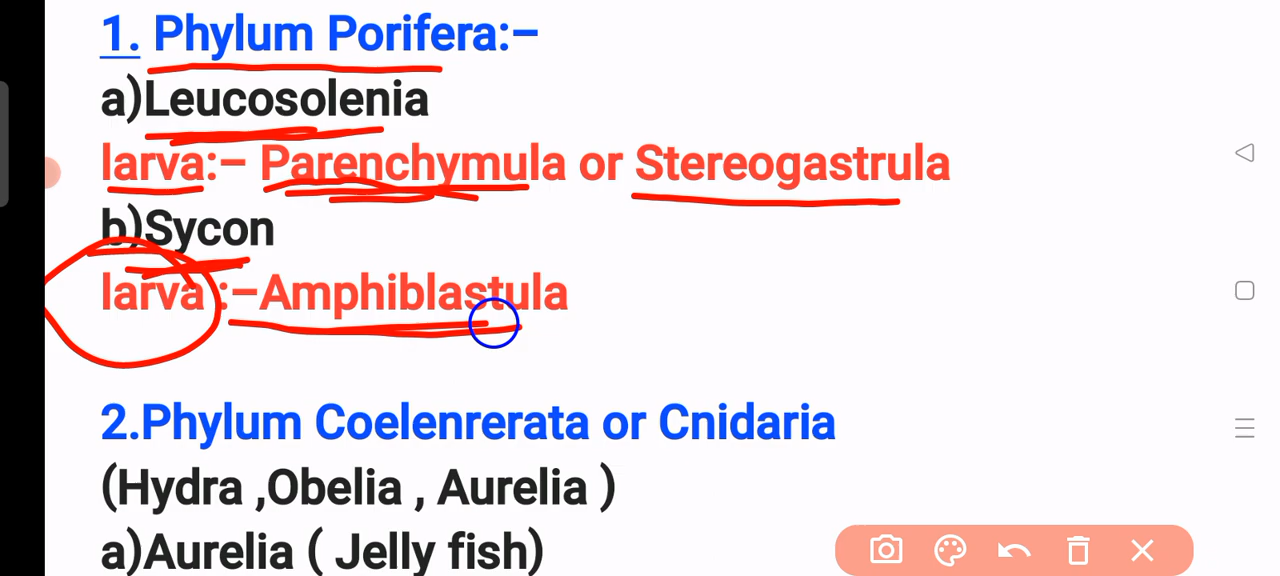 1. Phylum Porifera:–
a)Leucosolenia
larva:– Parenchymula or Stereogastrula
b)Sycon
larva :–Amphiblastula
2.Phylum Coelenrerata or Cnidaria
(Hydra ,Obelia , Aurelia )
a)Aurelia ( Jelly fish)